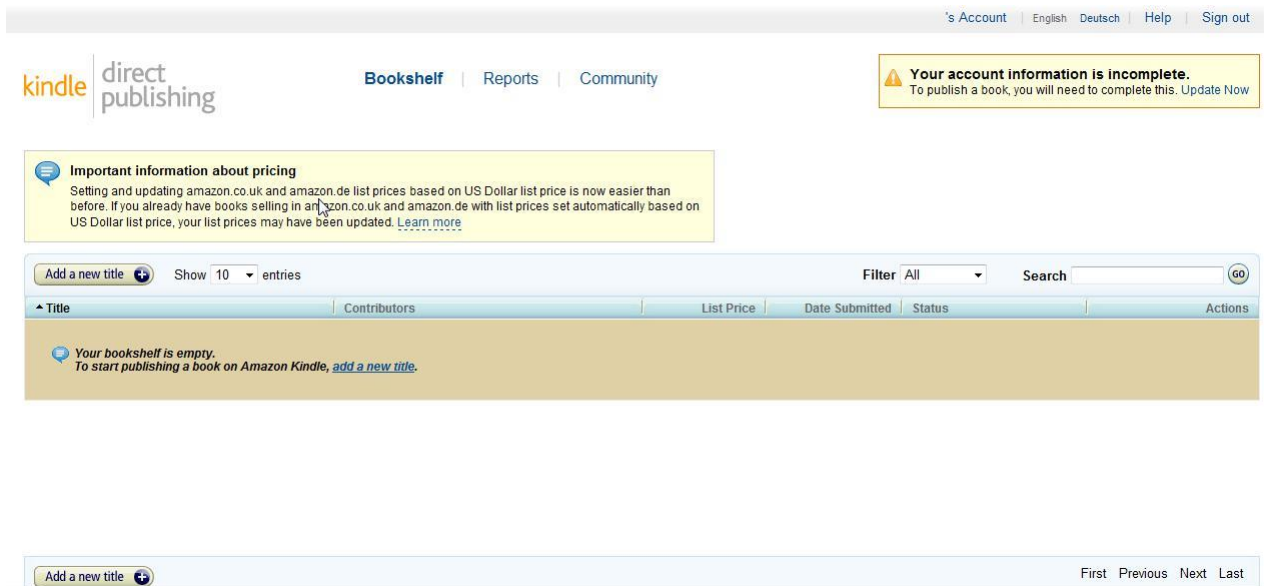 's Account | English Deutsch | Help | Sign out
kindle direct publishing
Bookshelf | Reports | Community
Your account information is incomplete.
To publish a book, you will need to complete this. Update Now
Important information about pricing
Setting and updating amazon.co.uk and amazon.de list prices based on US Dollar list price is now easier than
before. If you already have books selling in amazon.co.uk and amazon.de with list prices set automatically based on
US Dollar list price, your list prices may have been updated. Learn more
Add a new title Show 10 entries Filter All Search GO
Title Contributors List Price Date Submitted Status Actions
Your bookshelf is empty.
To start publishing a book on Amazon Kindle, add a new title.
Add a new title First Previous Next Last